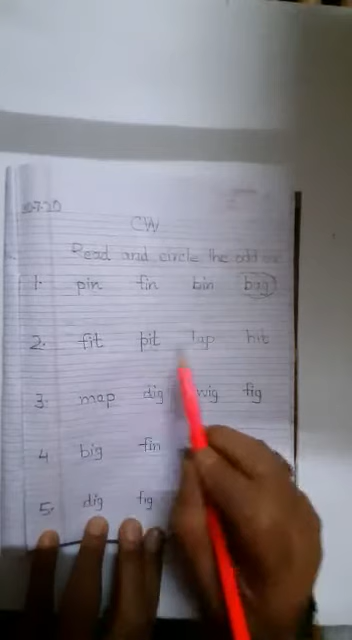 CW
Read and circle the odd one
1. pin fin bin bag
2. fit pit hit
3. map dig wig fig
4 big fin
5. dig fig